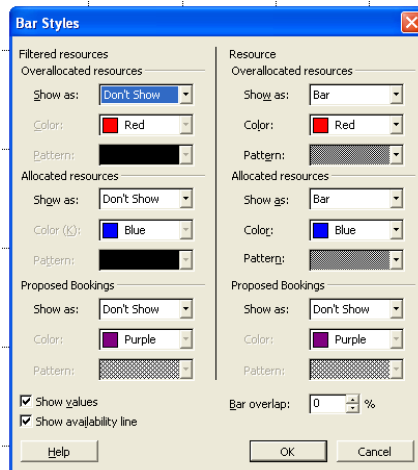 Bar Styles
Filtered resources
Overallocated resources
Show as: Don't Show
Color: Red
Pattern:
Allocated resources
Show as: Don't Show
Color (K): Blue
Pattern:
Proposed Bookings
Show as: Don't Show
Color: Purple
Pattern:
Show values
Show availability line
Resource
Overallocated resources
Show as: Bar
Color: Red
Pattern:
Allocated resources
Show as: Bar
Color: Blue
Pattern:
Proposed Bookings
Show as: Don't Show
Color: Purple
Pattern:
Bar overlap: 0 %
Help
OK
Cancel